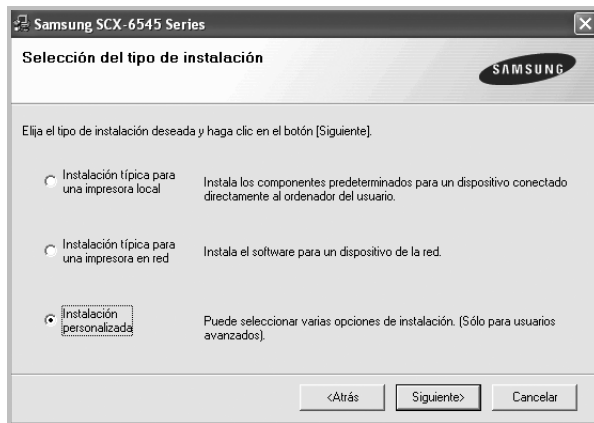 Samsung SCX-6545 Series
Selección del tipo de instalación
SAMSUNG
Elija el tipo de instalación deseada y haga clic en el botón [Siguiente].
Instalación típica para
una impresora local
Instala los componentes predeterminados para un dispositivo conectado
directamente al ordenador del usuario.
Instalación típica para
una impresora en red
Instala el software para un dispositivo de la red.
Instalación
personalizada
Puede seleccionar varias opciones de instalación. (Sólo para usuarios
avanzados).
<Atrás
Siguiente>
Cancelar